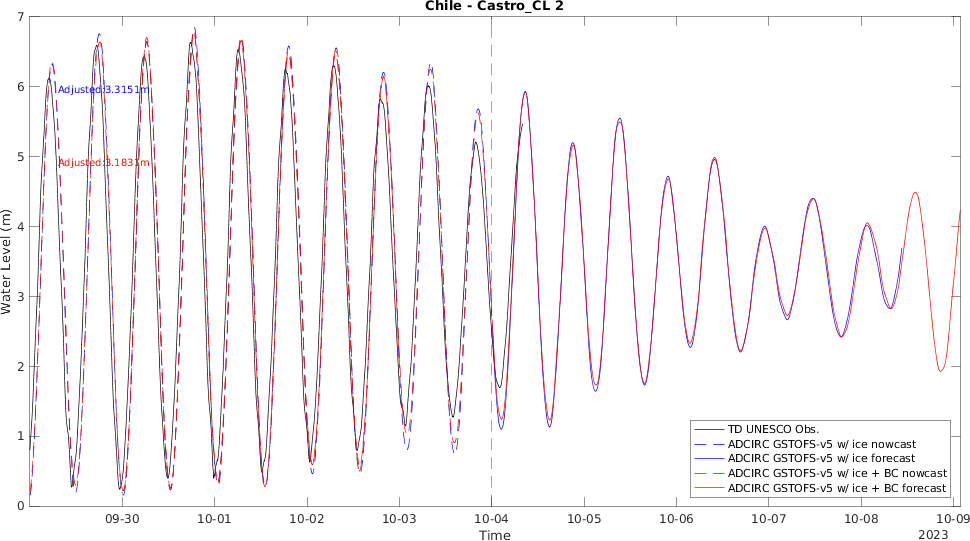 Chile - Castro_CL 2
7
6
5
4
3
2
1
0
Water Level (m)
Adjusted:3.3151m
Adjusted:3.1831m
TD UNESCO Obs.
ADCIRC GSTOFS-v5 w/ ice nowcast
ADCIRC GSTOFS-v5 w/ ice forecast
ADCIRC GSTOFS-v5 w/ ice + BC nowcast
ADCIRC GSTOFS-v5 w/ ice + BC forecast
09-30 10-01 10-02 10-03 10-04 10-05 10-06 10-07 10-08 10-09
Time
2023